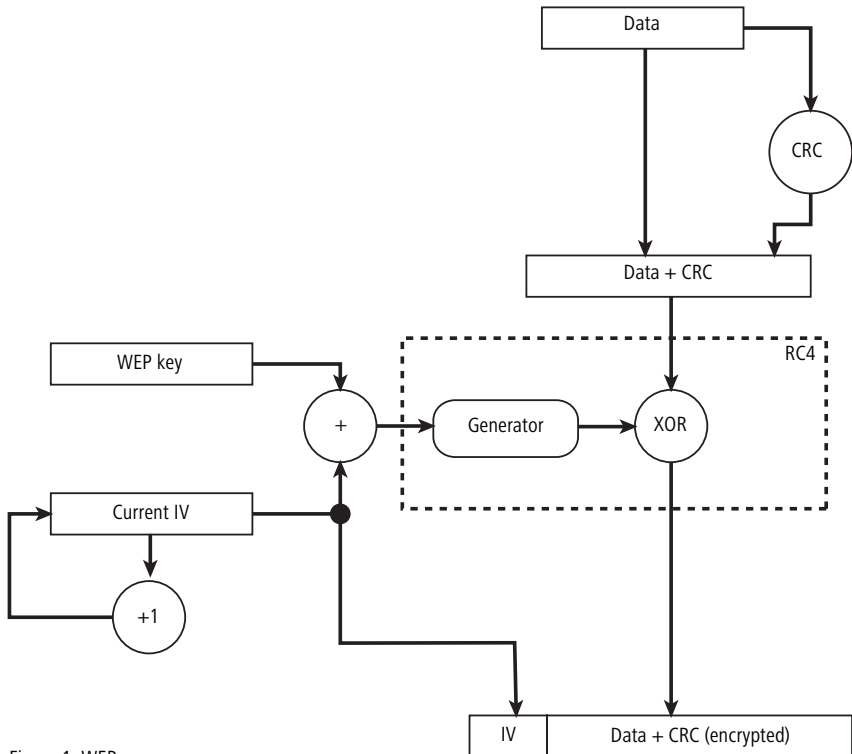 Data
CRC
Data + CRC
RC4
WEP key
+
Generator
XOR
Current IV
+1
IV
Data + CRC (encrypted)